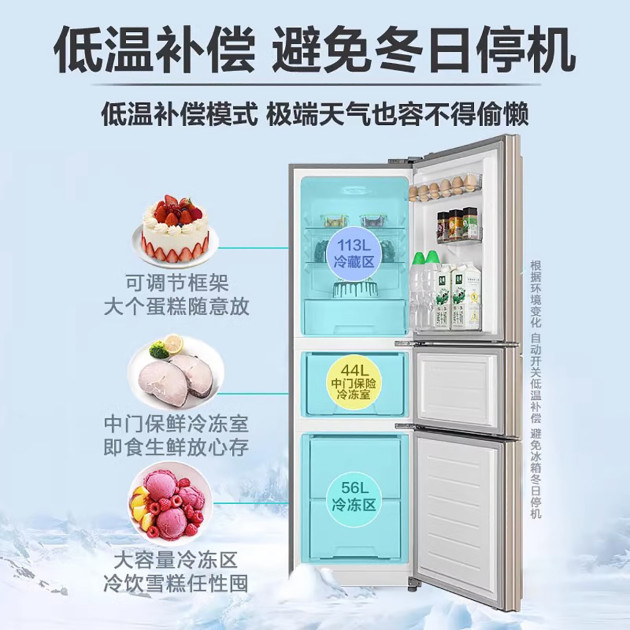 低温补偿 避免冬日停机
低温补偿模式 极端天气也容不得偷懒
113L
冷藏区
可调节框架
大个蛋糕随意放
44L
中门保险
冷冻室
中门保鲜冷冻室
即食生鲜放心存
56L
冷冻区
大容量冷冻区
冷饮雪糕任性囤
根据环境变化 自动开关低温补偿 避免冰箱冬日停机